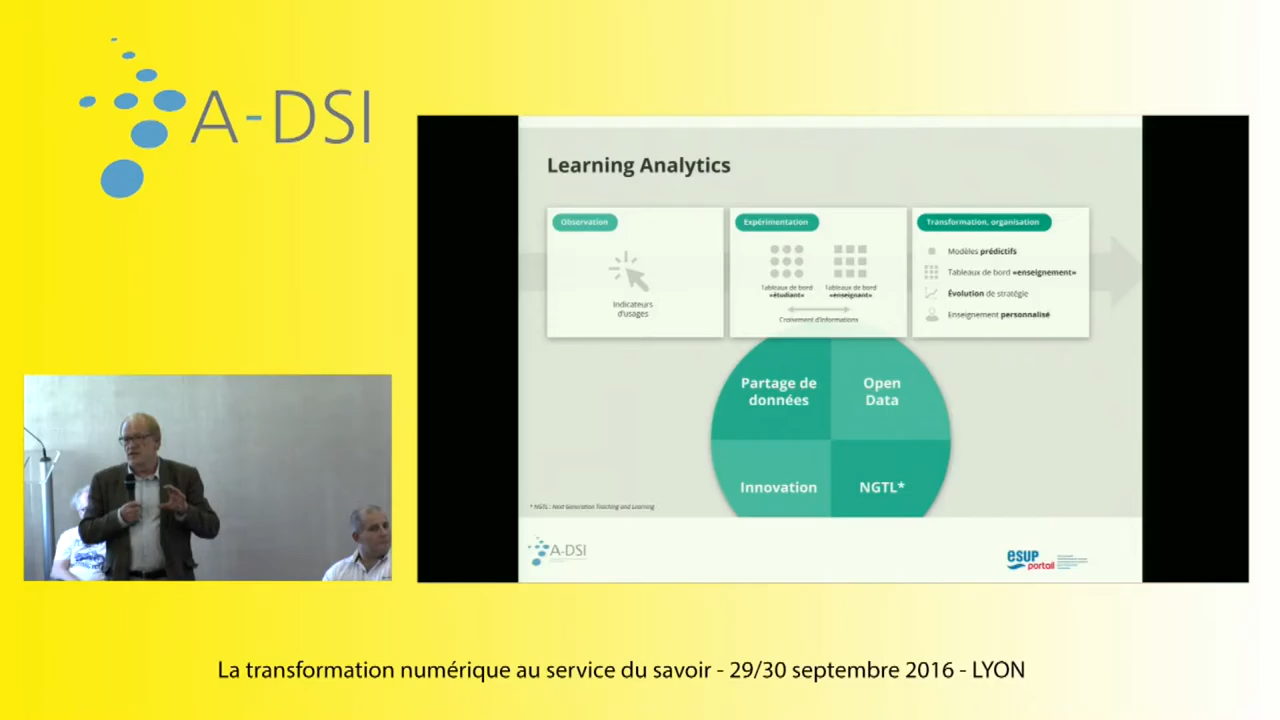 A-DSI
Learning Analytics
Observation
Indicateurs
d'usages
Expérimentation
Tableaux de bord
«étudiant»
Tableaux de bord
«enseignant»
Croisement d'informations
Transformation, organisation
Modèles prédictifs
Tableaux de bord «enseignement»
Évolution de stratégie
Enseignement personnalisé
Partage de
données
Open
Data
Innovation
NGTL*
* NGTL : Next Generation Teaching and Learning
A-DSI
esup
portail
La transformation numérique au service du savoir - 29/30 septembre 2016 - LYON